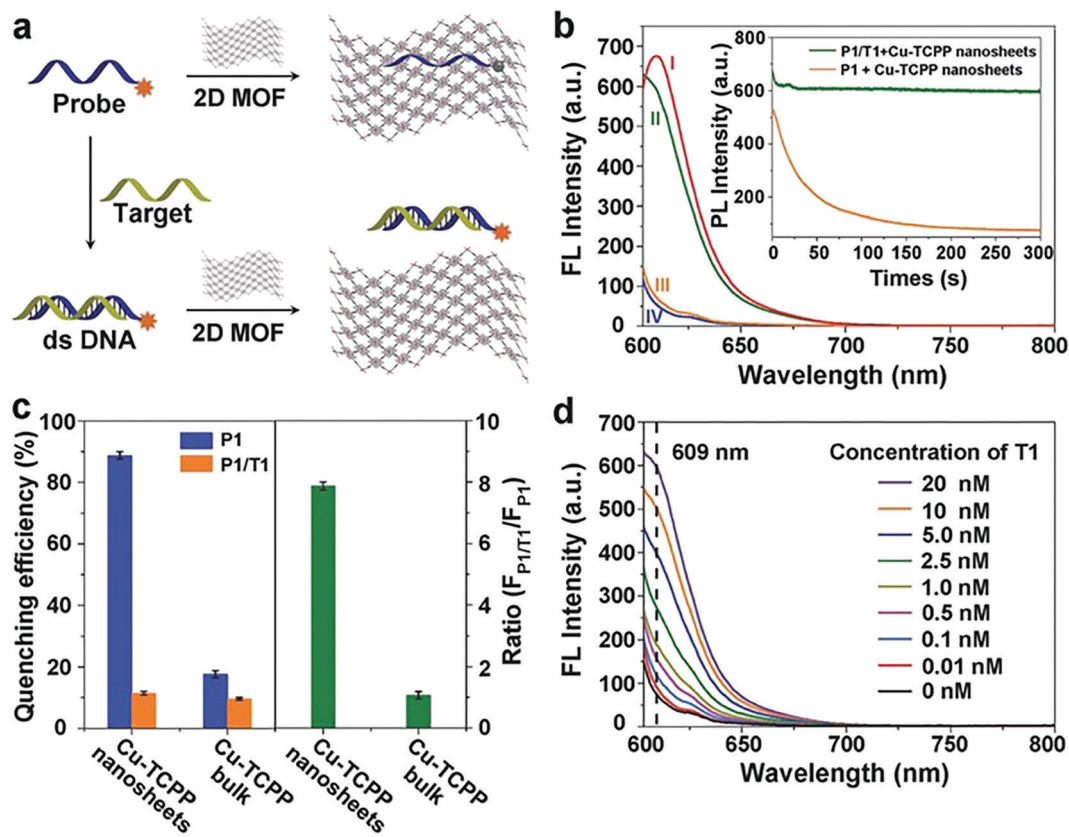 a
Probe
2D MOF
Target
ds DNA
2D MOF
b
FL Intensity (a.u.)
700
600
500
400
300
200
100
0
600
650
700
750
800
Wavelength (nm)
I
II
III
IV
PL Intensity (a.u.)
800
600
400
200
0
50
100
150
200
250
300
Times (s)
P1/T1+Cu-TCPP nanosheets
P1 + Cu-TCPP nanosheets
c
Quenching efficiency (%)
100
80
60
40
20
0
P1
P1/T1
10
8
6
4
2
0
Ratio (FP1/T1/FP1)
Cu-TCPP
nanosheets
Cu-TCPP
bulk
Cu-TCPP
nanosheets
Cu-TCPP
bulk
d
FL Intensity (a.u.)
700
600
500
400
300
200
100
0
600
650
700
750
800
Wavelength (nm)
609 nm
Concentration of T1
20 nM
10 nM
5.0 nM
2.5 nM
1.0 nM
0.5 nM
0.1 nM
0.01 nM
0 nM